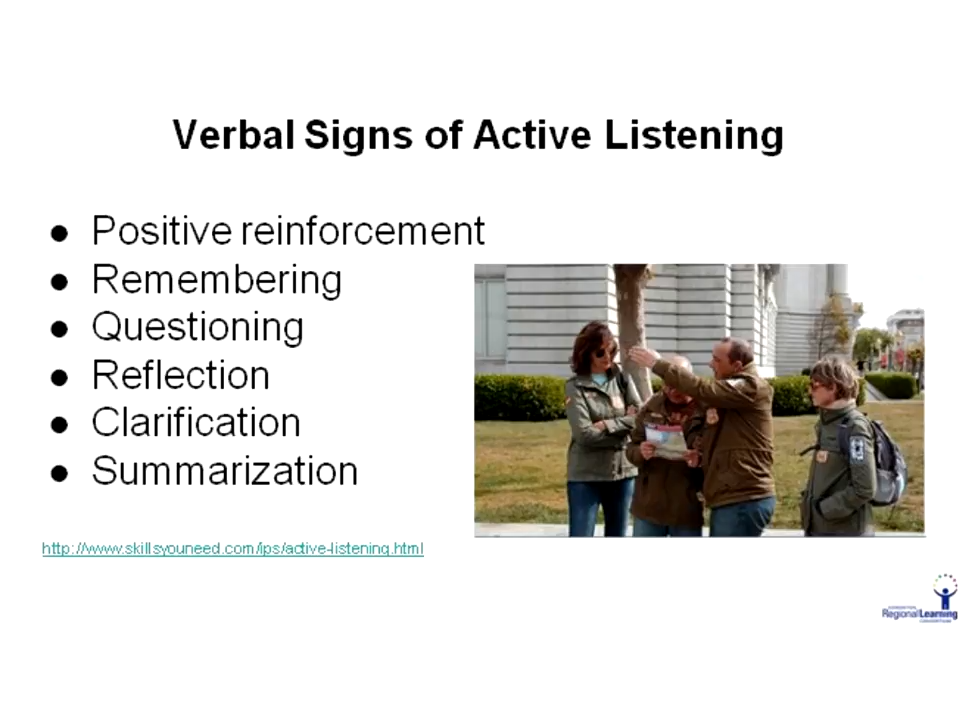 Verbal Signs of Active Listening
● Positive reinforcement
● Remembering
● Questioning
● Reflection
● Clarification
● Summarization
http://www.skillsyouneed.com/ips/active-listening.html
RegionalLearning